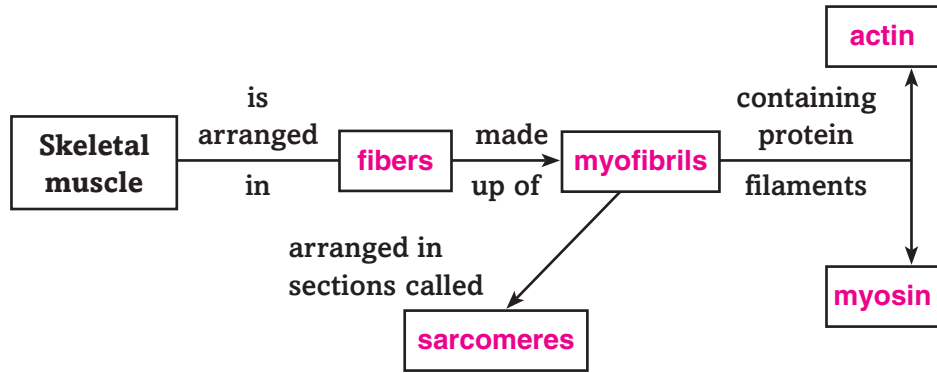 actin
is
arranged
in
Skeletal
muscle
fibers
made
up of
myofibrils
containing
protein
filaments
arranged in
sections called
sarcomeres
myosin